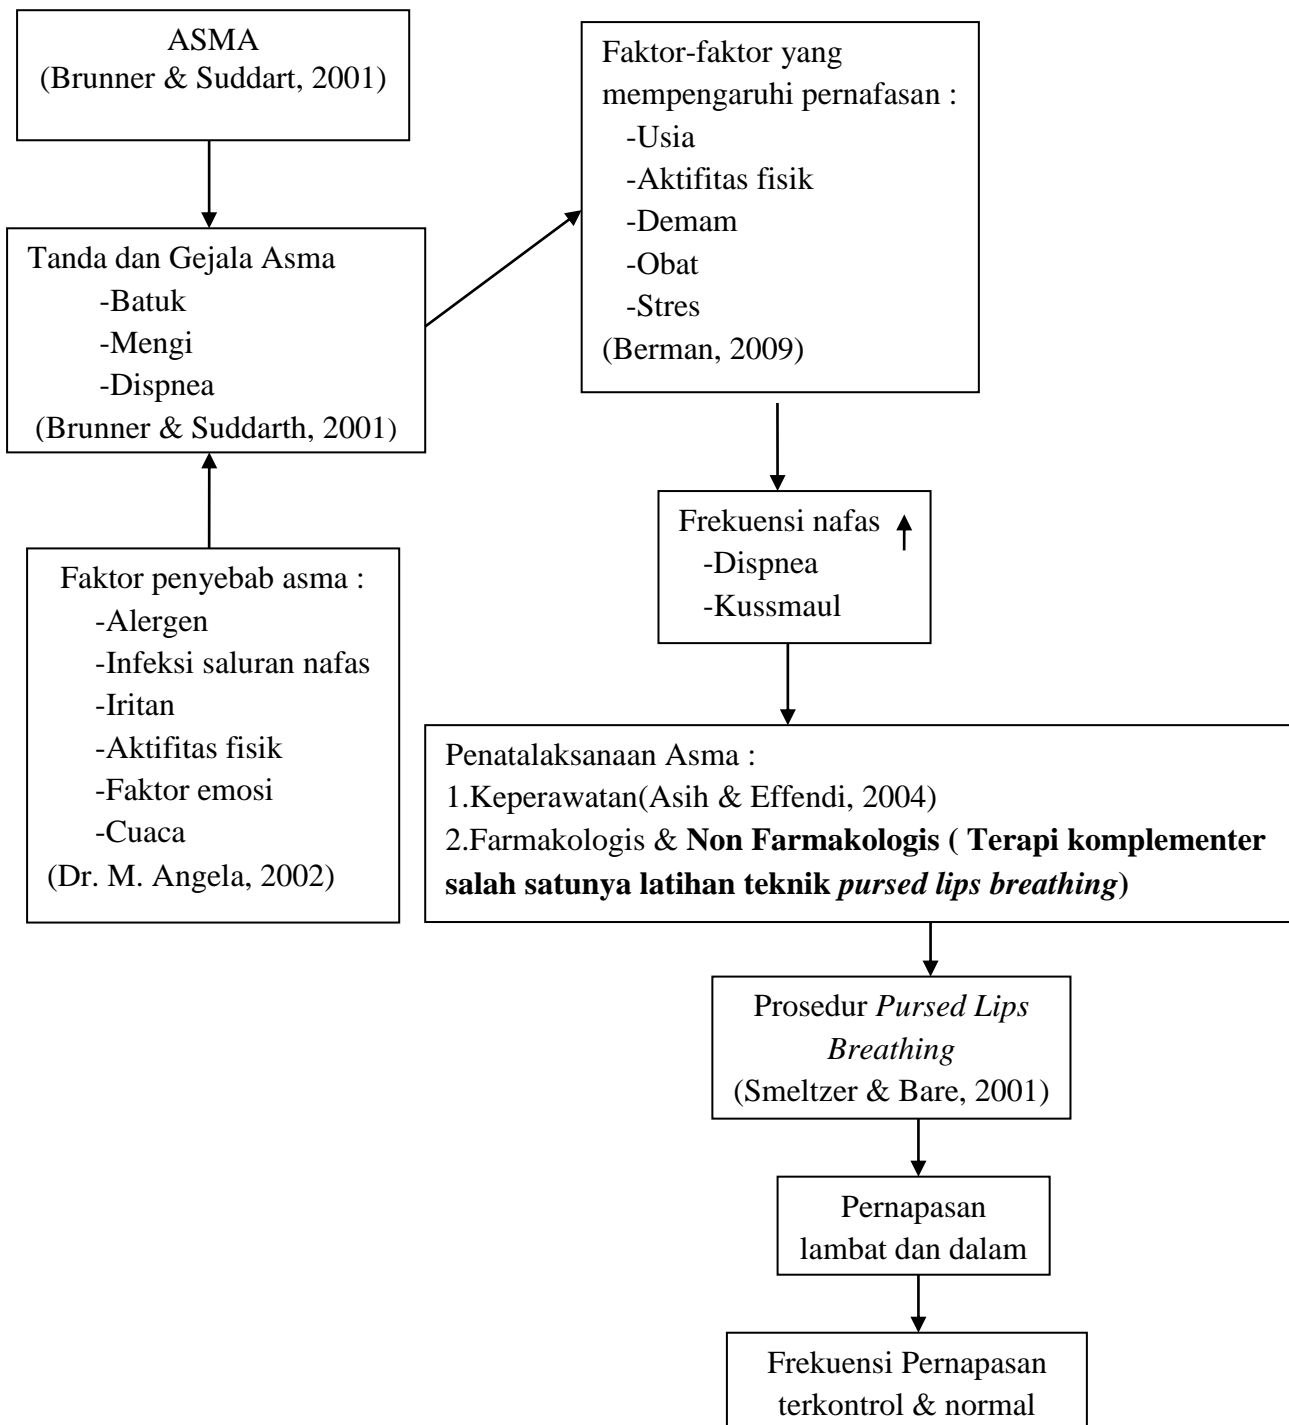 ASMA
(Brunner & Suddart, 2001)
Tanda dan Gejala Asma
-Batuk
-Mengi
-Dispnea
(Brunner & Suddarth, 2001)
Faktor penyebab asma :
-Alergen
-Infeksi saluran nafas
-Iritan
-Aktifitas fisik
-Faktor emosi
-Cuaca
(Dr. M. Angela, 2002)
Faktor-faktor yang
mempengaruhi pernafasan :
-Usia
-Aktifitas fisik
-Demam
-Obat
-Stres
(Berman, 2009)
Frekuensi nafas
-Dispnea
-Kussmaul
Penatalaksanaan Asma :
1.Keperawatan(Asih & Effendi, 2004)
2.Farmakologis & Non Farmakologis ( Terapi komplementer
salah satunya latihan teknik pursed lips breathing)
Prosedur Pursed Lips
Breathing
(Smeltzer & Bare, 2001)
Pernapasan
lambat dan dalam
Frekuensi Pernapasan
terkontrol & normal